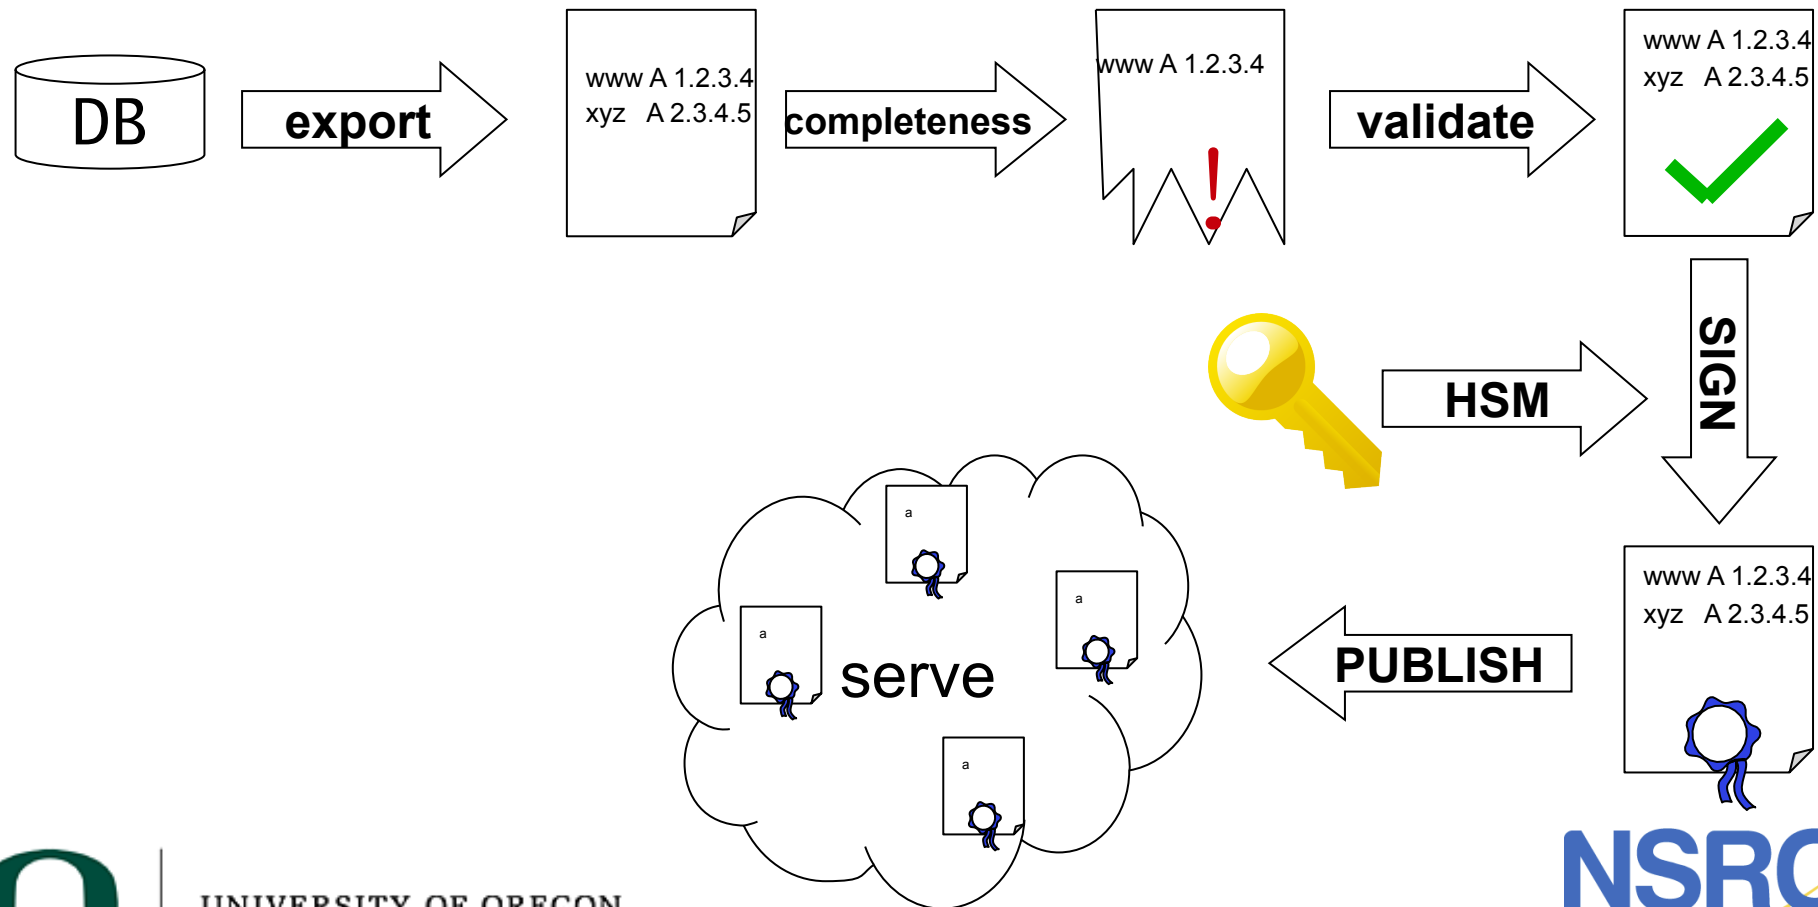 DB
export
www A 1.2.3.4
xyz A 2.3.4.5
completeness
www A 1.2.3.4
!
validate
www A 1.2.3.4
xyz A 2.3.4.5
SIGN
HSM
www A 1.2.3.4
xyz A 2.3.4.5
PUBLISH
a
a
a
serve
a
UNIVERSITY OF OREGON
NSRC